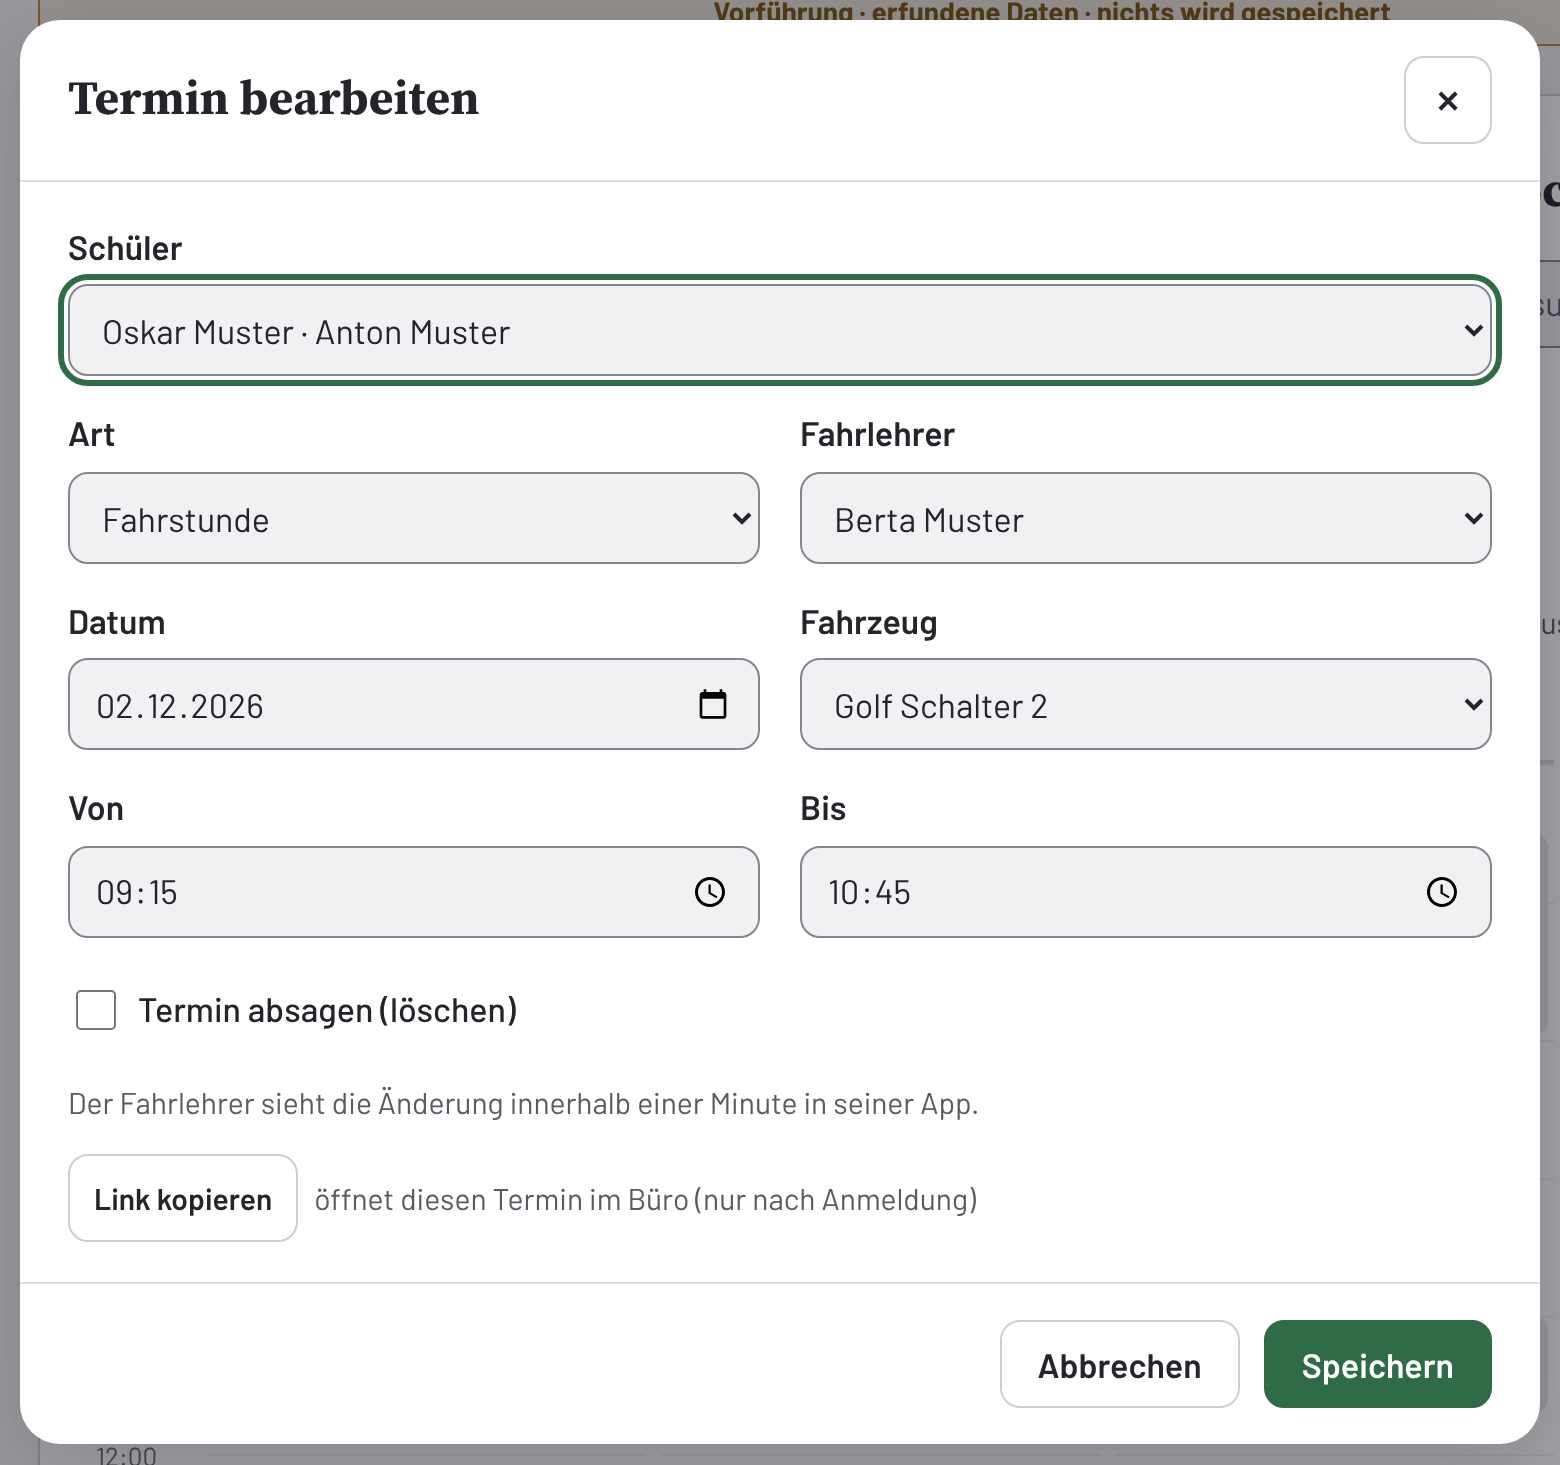 Vorführung · erfundene Daten · nichts wird gespeichert
Termin bearbeiten
Schüler
Oskar Muster · Anton Muster
Art
Fahrlehrer
Fahrstunde
Berta Muster
Datum
Fahrzeug
02.12.2026
Golf Schalter 2
Von
Bis
09:15
10:45
Termin absagen (löschen)
Der Fahrlehrer sieht die Änderung innerhalb einer Minute in seiner App.
Link kopieren öffnet diesen Termin im Büro (nur nach Anmeldung)
Abbrechen
Speichern
12:00